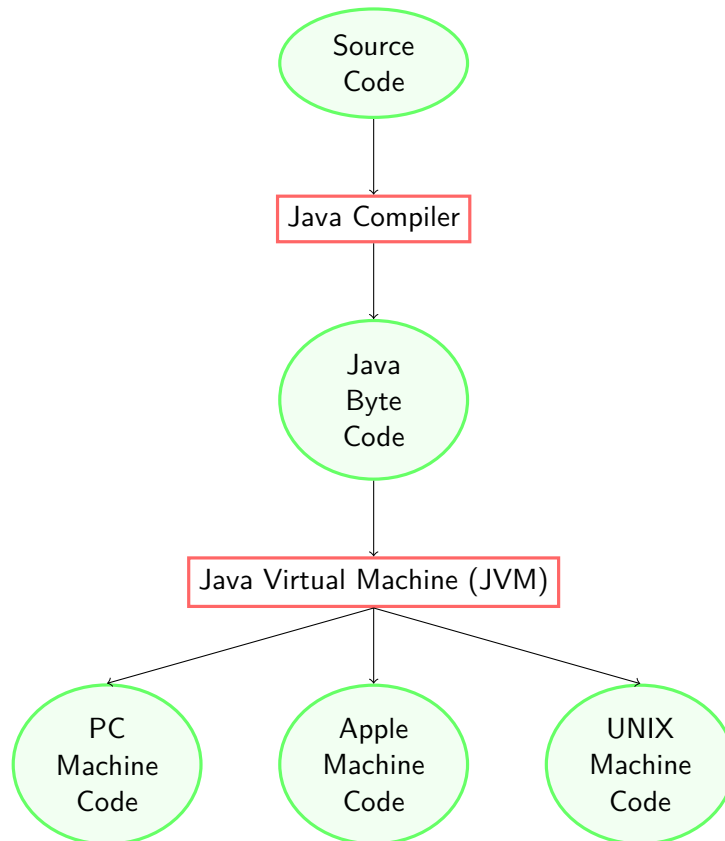 Source
Code
Java Compiler
Java
Byte
Code
Java Virtual Machine (JVM)
PC
Machine
Code
Apple
Machine
Code
UNIX
Machine
Code